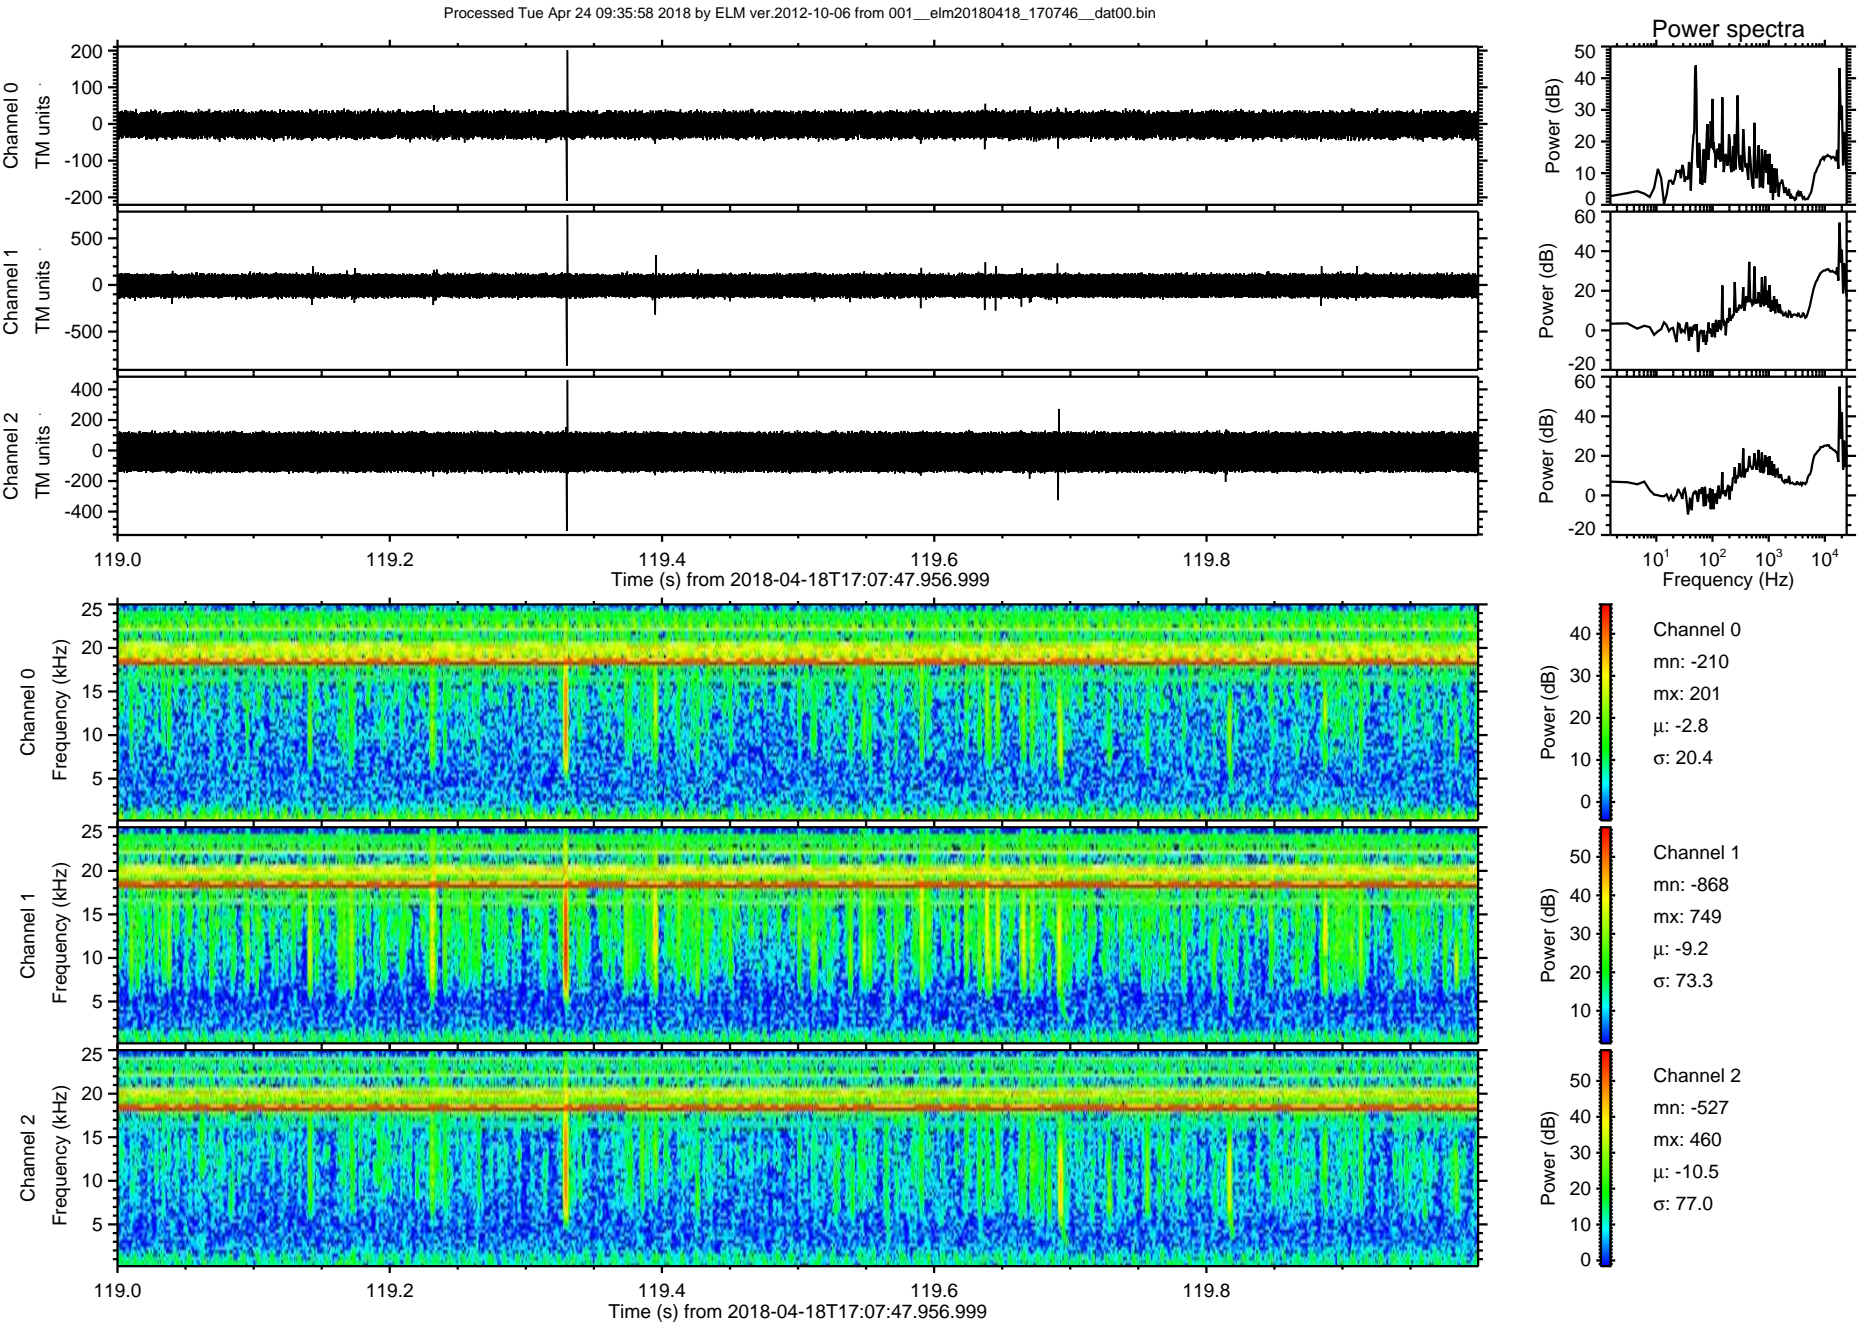 Processed Tue Apr 24 09:35:58 2018 by ELM ver.2012-10-06 from 001__elm20180418_170746__dat00.bin
Power spectra
Channel 0
TM units
200
100
0
-100
-200
Power (dB)
50
40
30
20
10
0
Channel 1
TM units
500
0
-500
Power (dB)
60
40
20
0
-20
Channel 2
TM units
400
200
0
-200
-400
Power (dB)
60
40
20
0
-20
119.0 119.2 119.4 119.6 119.8
Time (s) from 2018-04-18T17:07:47.956.999
10¹ 10² 10³ 10⁴
Frequency (Hz)
Channel 0
Frequency (kHz)
25
20
15
10
5
Power (dB)
40
30
20
10
0
Channel 0
mn: -210
mx: 201
µ: -2.8
σ: 20.4
Channel 1
Frequency (kHz)
25
20
15
10
5
Power (dB)
50
40
30
20
10
Channel 1
mn: -868
mx: 749
µ: -9.2
σ: 73.3
Channel 2
Frequency (kHz)
25
20
15
10
5
Power (dB)
50
40
30
20
10
0
Channel 2
mn: -527
mx: 460
µ: -10.5
σ: 77.0
119.0 119.2 119.4 119.6 119.8
Time (s) from 2018-04-18T17:07:47.956.999